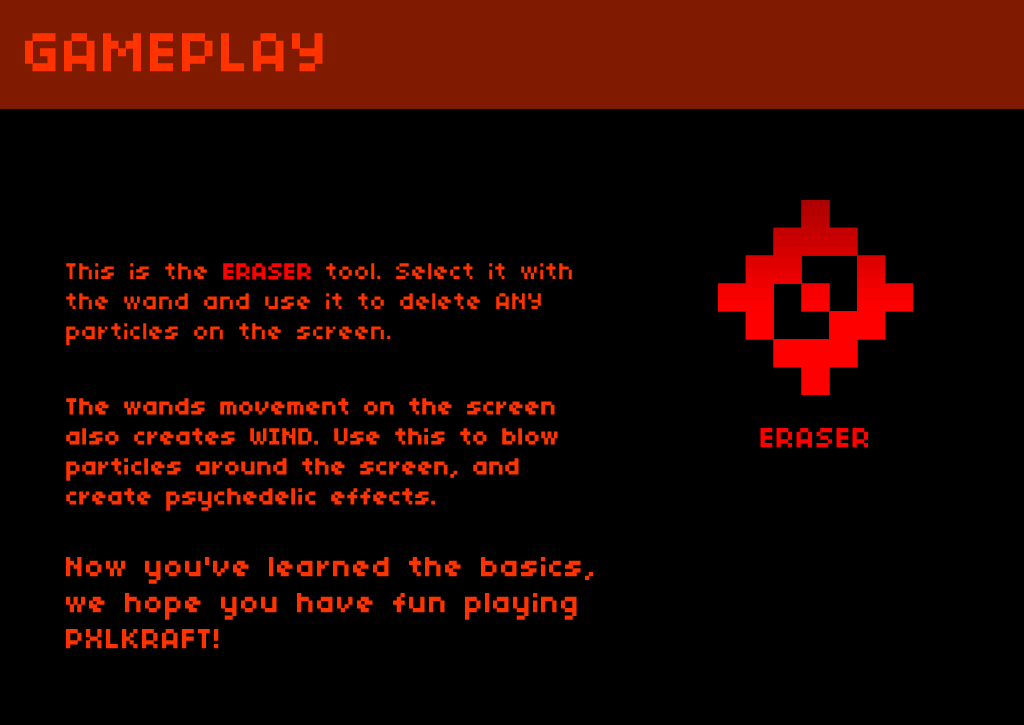 GAMEPLAY
This is the ERASER tool. Select it with
the wand and use it to delete ANY
particles on the screen.
The wands movement on the screen
also creates WIND. Use this to blow
particles around the screen, and
create psychedelic effects.
ERASER
Now you've learned the basics,
we hope you have fun playing
PXLKRAFT!